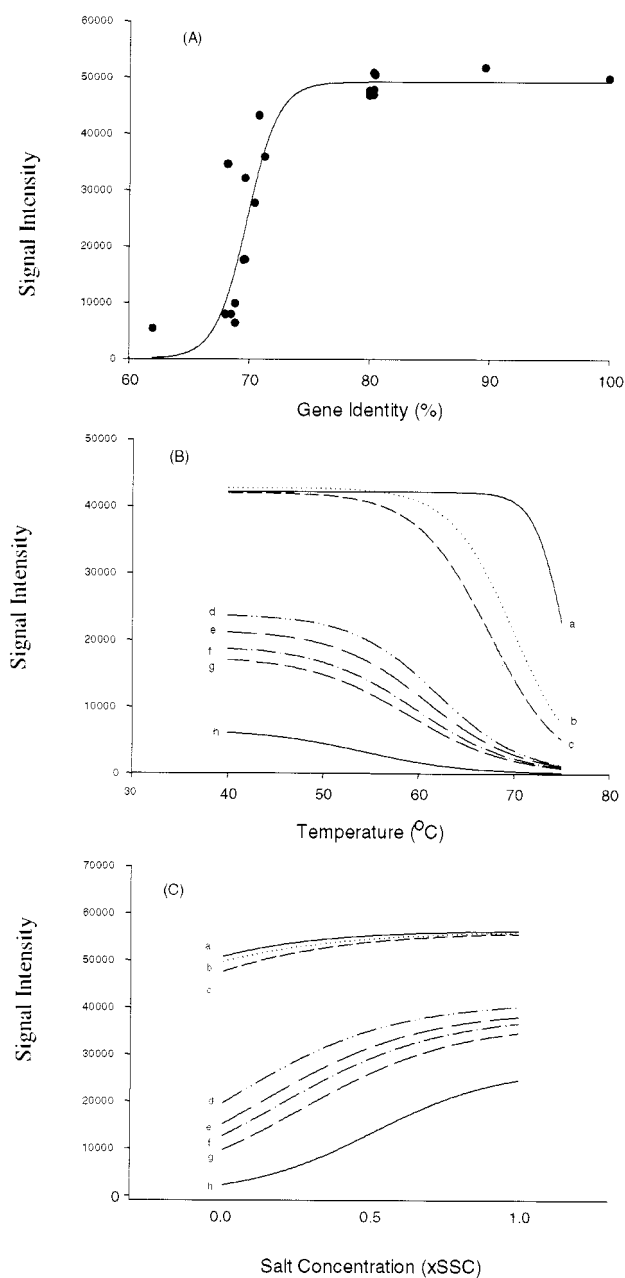 (A)
60000
50000
40000
30000
20000
10000
0
60 70 80 90 100
Signal Intensity
Gene Identity (%)
(B)
50000
40000
30000
20000
10000
0
30 40 50 60 70 80
Signal Intensity
a
b
c
d
e
f
g
h
Temperature (°C)
(C)
70000
60000
50000
40000
30000
20000
10000
0
0.0 0.5 1.0
Signal Intensity
a
b
c
d
e
f
g
h
Salt Concentration (xSSC)